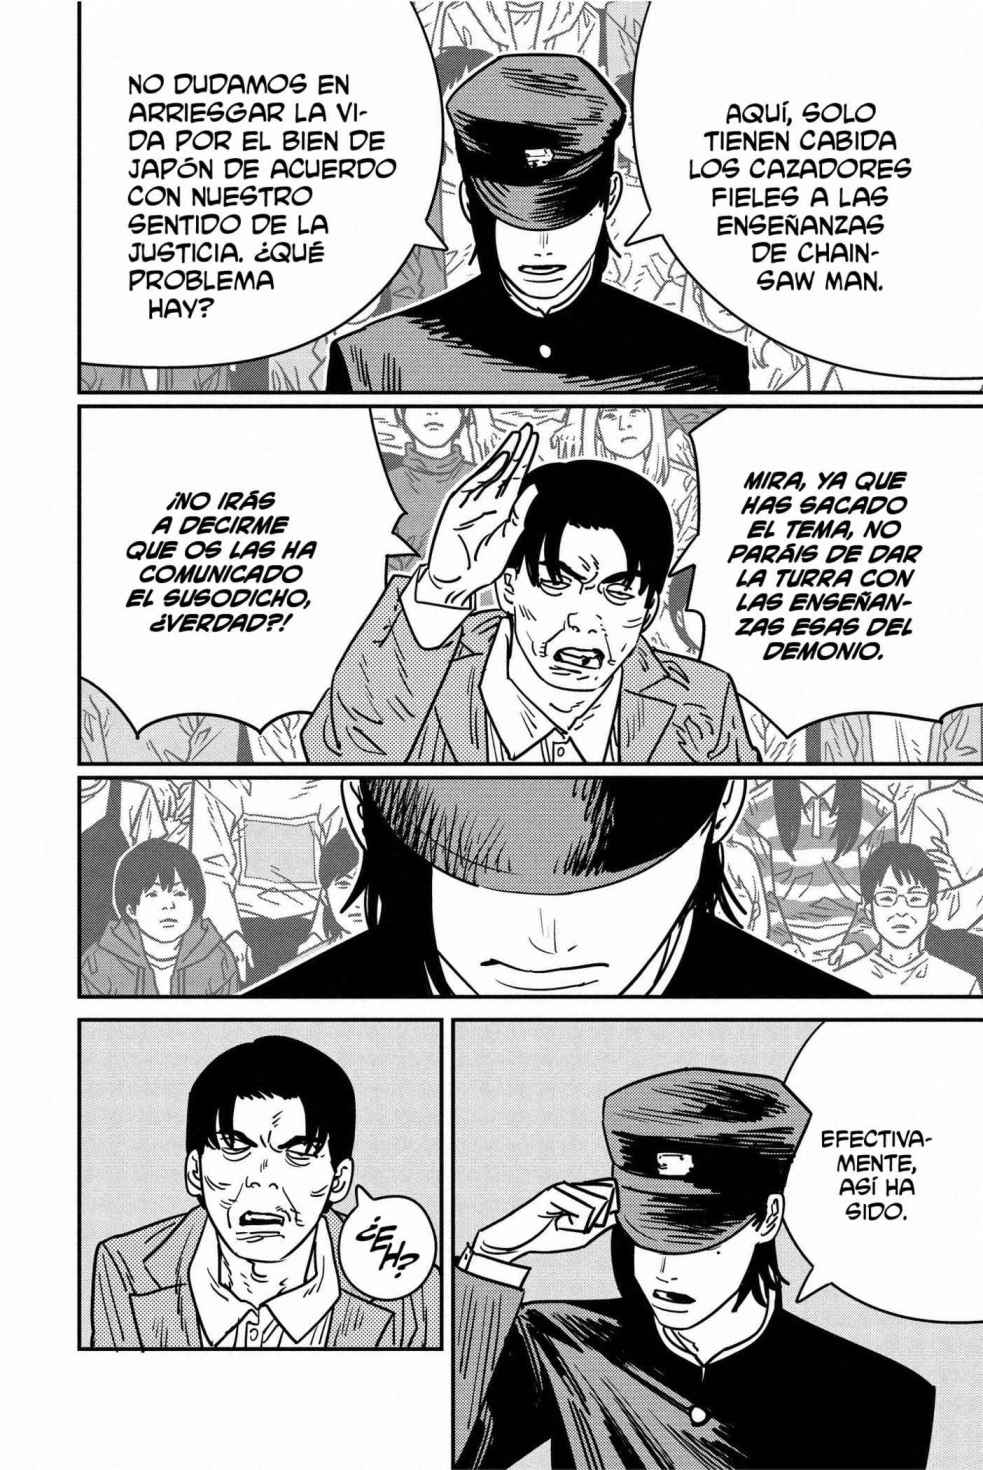 AQUÍ, SOLO
TIENEN CABIDA
LOS CAZADORES
FIELES A LAS
ENSEÑANZAS
DE CHAIN-
SAW MAN.
NO DUDAMOS EN
ARRIESGAR LA VI-
DA POR EL BIEN DE
JAPÓN DE ACUERDO
CON NUESTRO
SENTIDO DE LA
JUSTICIA. ¿QUÉ
PROBLEMA
HAY?
MIRA, YA QUE
HAS SACADO
EL TEMA, NO
PARÁIS DE DAR
LA TURRA CON
LAS ENSEÑAN-
ZAS ESAS DEL
DEMONIO.
¡NO IRÁS
A DECIRME
QUE OS LAS HA
COMUNICADO
EL SUSODICHO,
¿VERDAD?!
EFECTIVA-
MENTE,
ASÍ HA
SIDO.
¿EH?